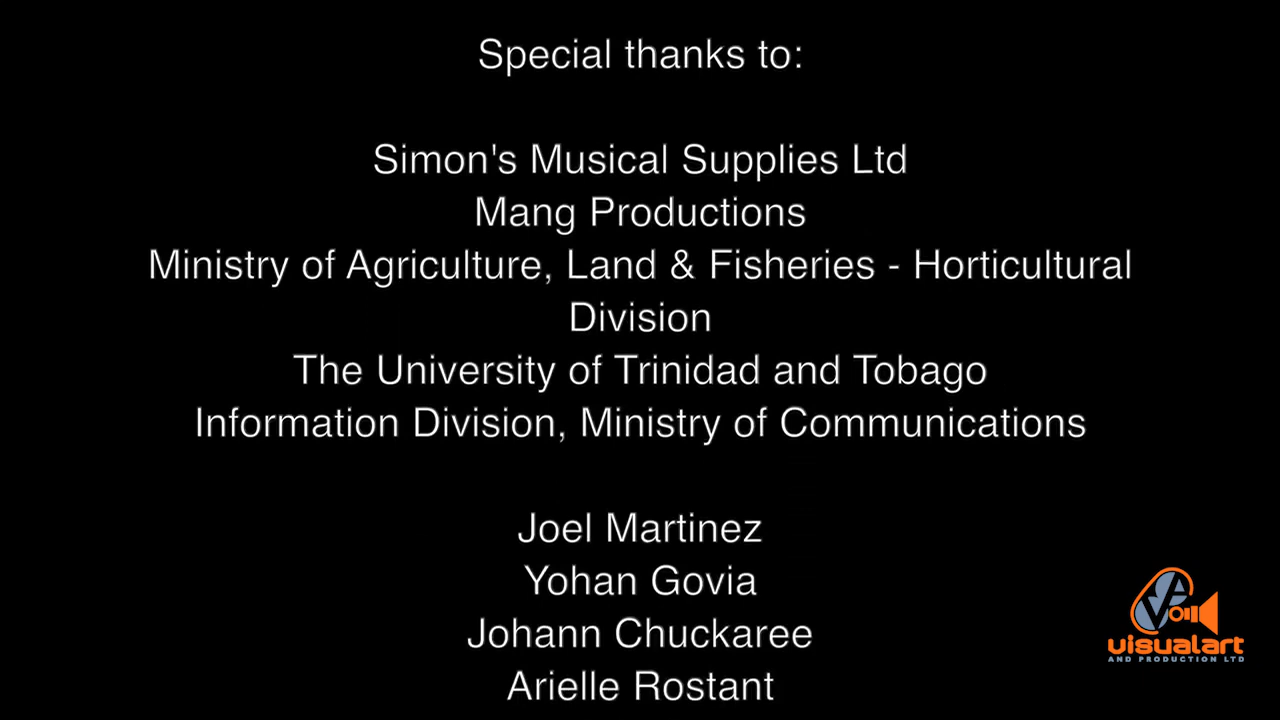 Special thanks to:
Simon's Musical Supplies Ltd
Mang Productions
Ministry of Agriculture, Land & Fisheries - Horticultural
Division
The University of Trinidad and Tobago
Information Division, Ministry of Communications
Joel Martinez
Yohan Govia
Johann Chuckaree
Arielle Rostant
VA
visualart
AND PRODUCTION LTD